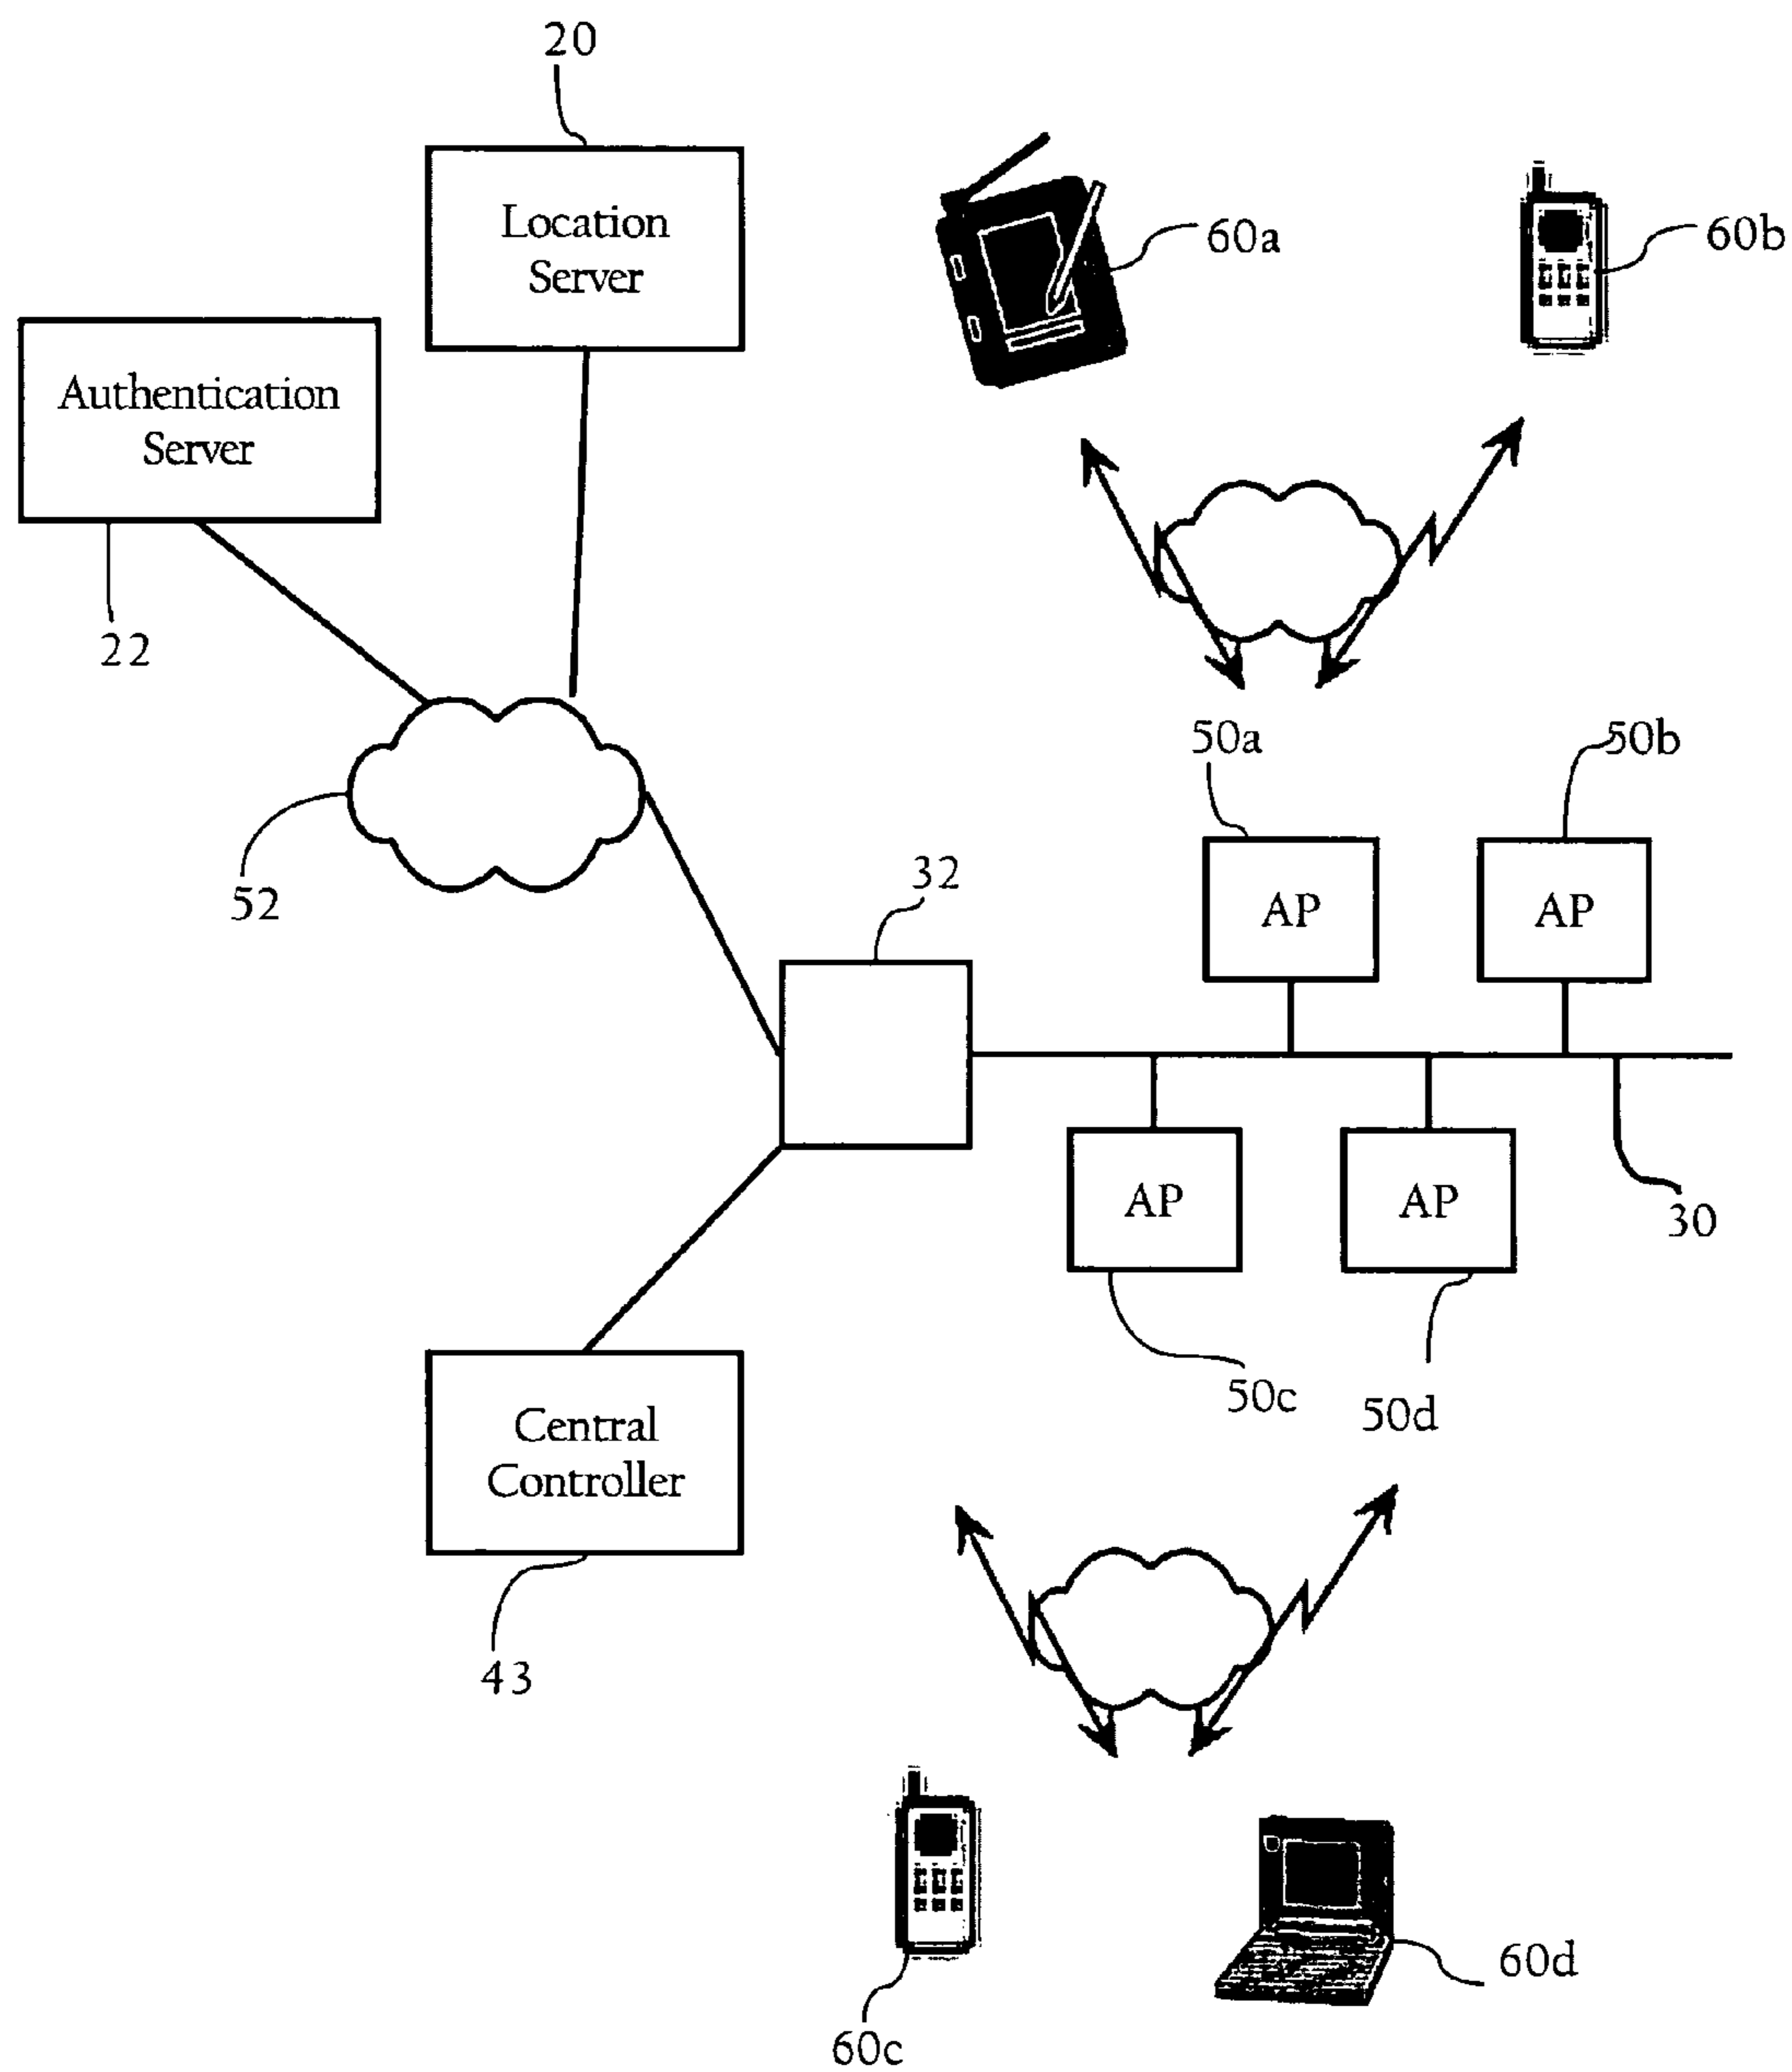 20
Location
Server
60a
60b
Authentication
Server
22
50a
50b
52
32
AP
AP
AP
AP
30
50c
50d
Central
Controller
43
60d
60c